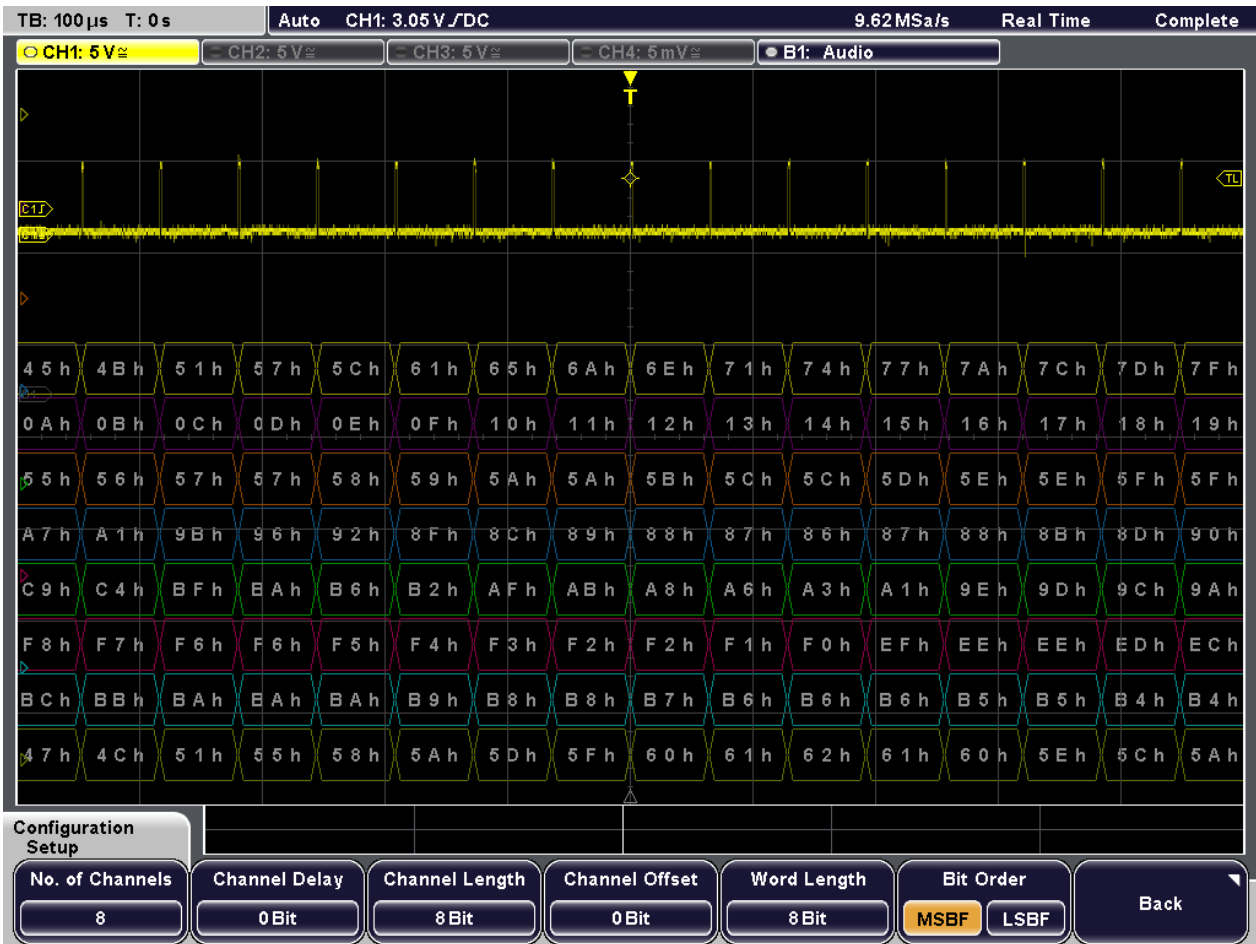 TB: 100 µs T: 0 s Auto CH1: 3.05 V DC 9.62 MSa/s Real Time Complete
CH1: 5 V≅ CH2: 5 V≅ CH3: 5 V≅ CH4: 5 mV≅ B1: Audio
T
TL
C1
45h 4Bh 51h 57h 5Ch 61h 65h 6Ah 6Eh 71h 74h 77h 7Ah 7Ch 7Dh 7Fh
B1
0Ah 0Bh 0Ch 0Dh 0Eh 0Fh 10h 11h 12h 13h 14h 15h 16h 17h 18h 19h
55h 56h 57h 57h 58h 59h 5Ah 5Ah 5Bh 5Ch 5Ch 5Dh 5Eh 5Eh 5Fh 5Fh
A7h A1h 9Bh 96h 92h 8Fh 8Ch 89h 88h 87h 86h 87h 88h 8Bh 8Dh 90h
C9h C4h BFh BAh B6h B2h AFh ABh A8h A6h A3h A1h 9Eh 9Dh 9Ch 9Ah
F8h F7h F6h F6h F5h F4h F3h F2h F2h F1h F0h EFh EEh EEh EDh ECh
BCh BBh BAh BAh BAh B9h B8h B8h B7h B6h B6h B6h B5h B5h B4h B4h
47h 4Ch 51h 55h 58h 5Ah 5Dh 5Fh 60h 61h 62h 61h 60h 5Eh 5Ch 5Ah
Configuration
Setup
No. of Channels Channel Delay Channel Length Channel Offset Word Length Bit Order Back
8 0 Bit 8 Bit 0 Bit 8 Bit MSBF LSBF